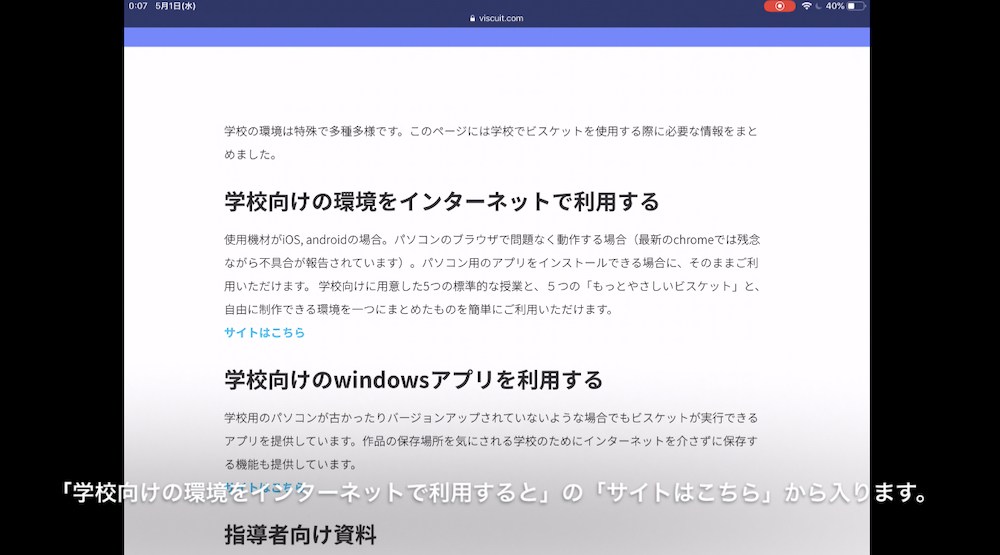 0:07 5月1日(水)
40%
viscuit.com
学校の環境は特殊で多種多様です。このページには学校でビスケットを使用する際に必要な情報をまと
めました。
学校向けの環境をインターネットで利用する
使用機材がiOS, androidの場合。パソコンのブラウザで問題なく動作する場合（最新のchromeでは残念
ながら不具合が報告されています）。パソコン用のアプリをインストールできる場合に、そのままご利
用いただけます。 学校向けに用意した5つの標準的な授業と、５つの「もっとやさしいビスケット」と、
自由に制作できる環境を一つにまとめたものを簡単にご利用いただけます。
サイトはこちら
学校向けのwindowsアプリを利用する
学校用のパソコンが古かったりバージョンアップされていないような場合でもビスケットが実行できる
アプリを提供しています。作品の保存場所を気にされる学校のためにインターネットを介さずに保存す
る機能も提供しています。
サイトはこちら
「学校向けの環境をインターネットで利用すると」の「サイトはこちら」から入ります。
指導者向け資料